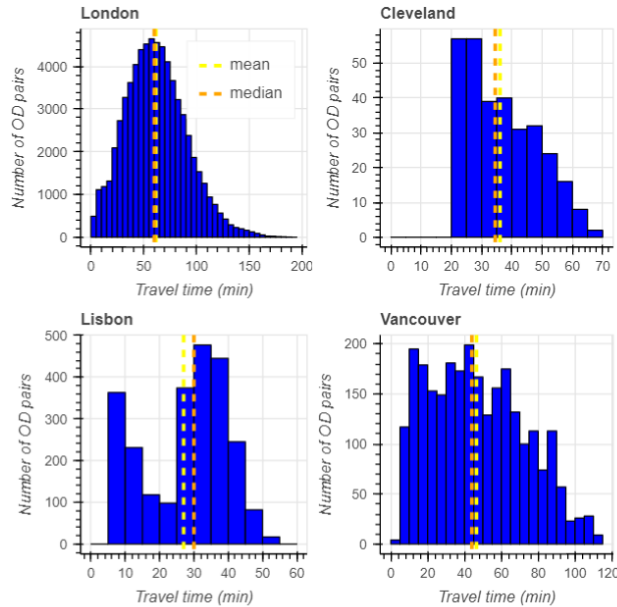 London
Number of OD pairs
4000
3000
2000
1000
0
mean
median
0 50 100 150 200
Travel time (min)
Cleveland
Number of OD pairs
50
40
30
20
10
0
0 10 20 30 40 50 60 70
Travel time (min)
Lisbon
Number of OD pairs
500
400
300
200
100
0
0 10 20 30 40 50 60
Travel time (min)
Vancouver
Number of OD pairs
200
150
100
50
0
0 20 40 60 80 100 120
Travel time (min)